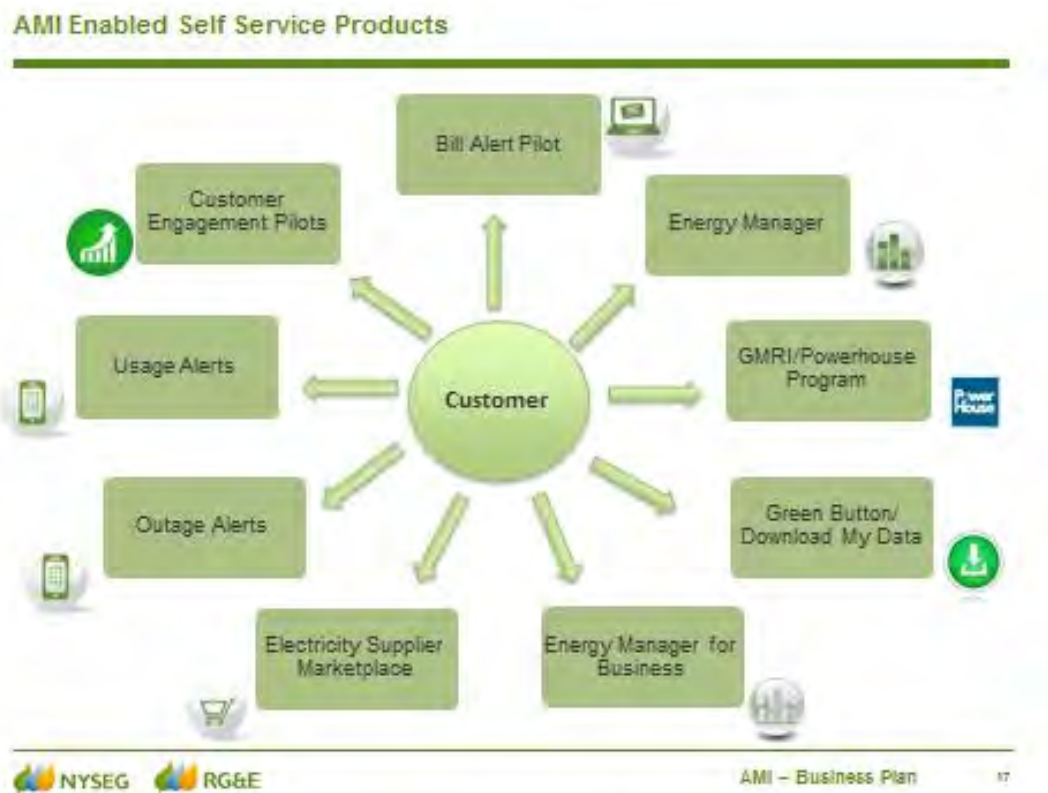 AMI Enabled Self Service Products
Bill Alert Pilot
Customer
Engagement Pilots
Energy Manager
Usage Alerts
GMRI/Powerhouse
Program
Power
House
Customer
Outage Alerts
Green Button/
Download My Data
Electricity Supplier
Marketplace
Energy Manager for
Business
NYSEG
RG&E
AMI – Business Plan
17